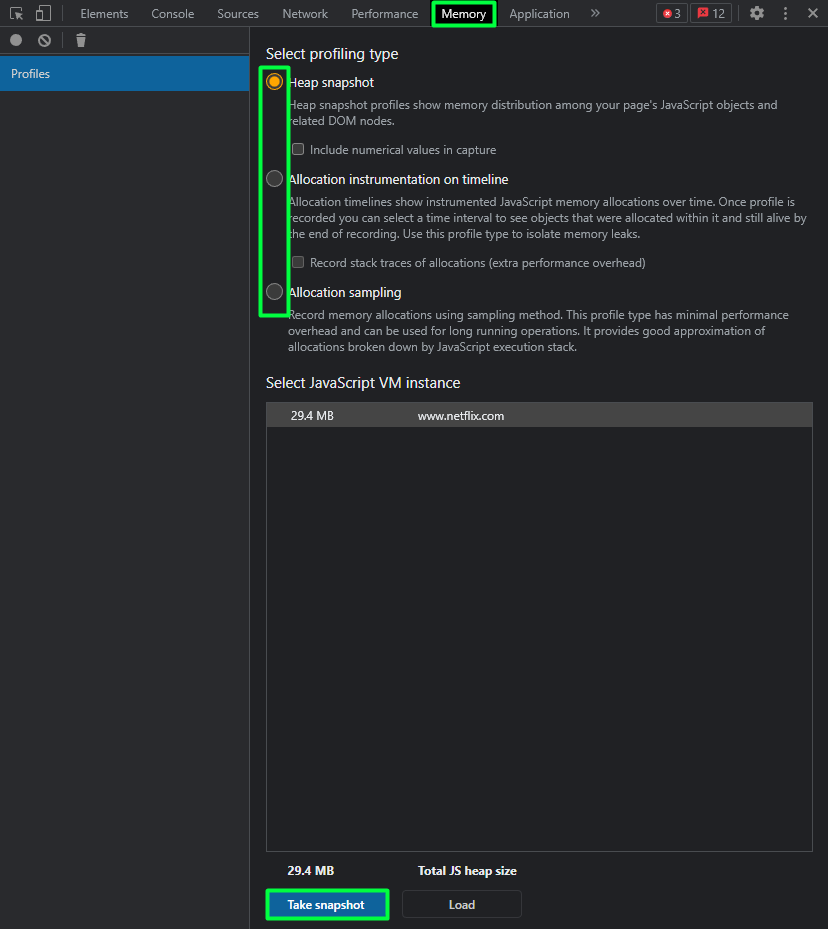 Elements Console Sources Network Performance Memory Application 3 12
Profiles
Select profiling type
Heap snapshot
Heap snapshot profiles show memory distribution among your page's JavaScript objects and
related DOM nodes.
Include numerical values in capture
Allocation instrumentation on timeline
Allocation timelines show instrumented JavaScript memory allocations over time. Once profile is
recorded you can select a time interval to see objects that were allocated within it and still alive by
the end of recording. Use this profile type to isolate memory leaks.
Record stack traces of allocations (extra performance overhead)
Allocation sampling
Record memory allocations using sampling method. This profile type has minimal performance
overhead and can be used for long running operations. It provides good approximation of
allocations broken down by JavaScript execution stack.
Select JavaScript VM instance
29.4 MB www.netflix.com
29.4 MB Total JS heap size
Take snapshot Load